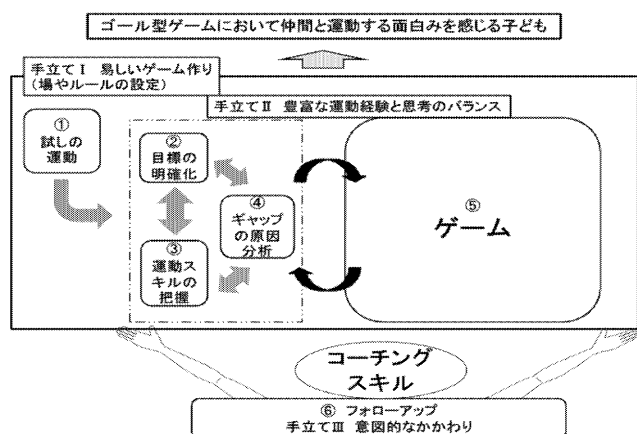 ゴール型ゲームにおいて仲間と運動する面白みを感じる子ども
手立てⅠ 易しいゲーム作り
(場やルールの設定)
手立てⅡ 豊富な運動経験と思考のバランス
①
試しの
運動
②
目標の
明確化
③
運動ス
キルの
把握
④
ギャップ
の原因
分析
⑤
ゲーム
コーチング
スキル
⑥ フォローアップ
手立てⅢ 意図的なかかわり